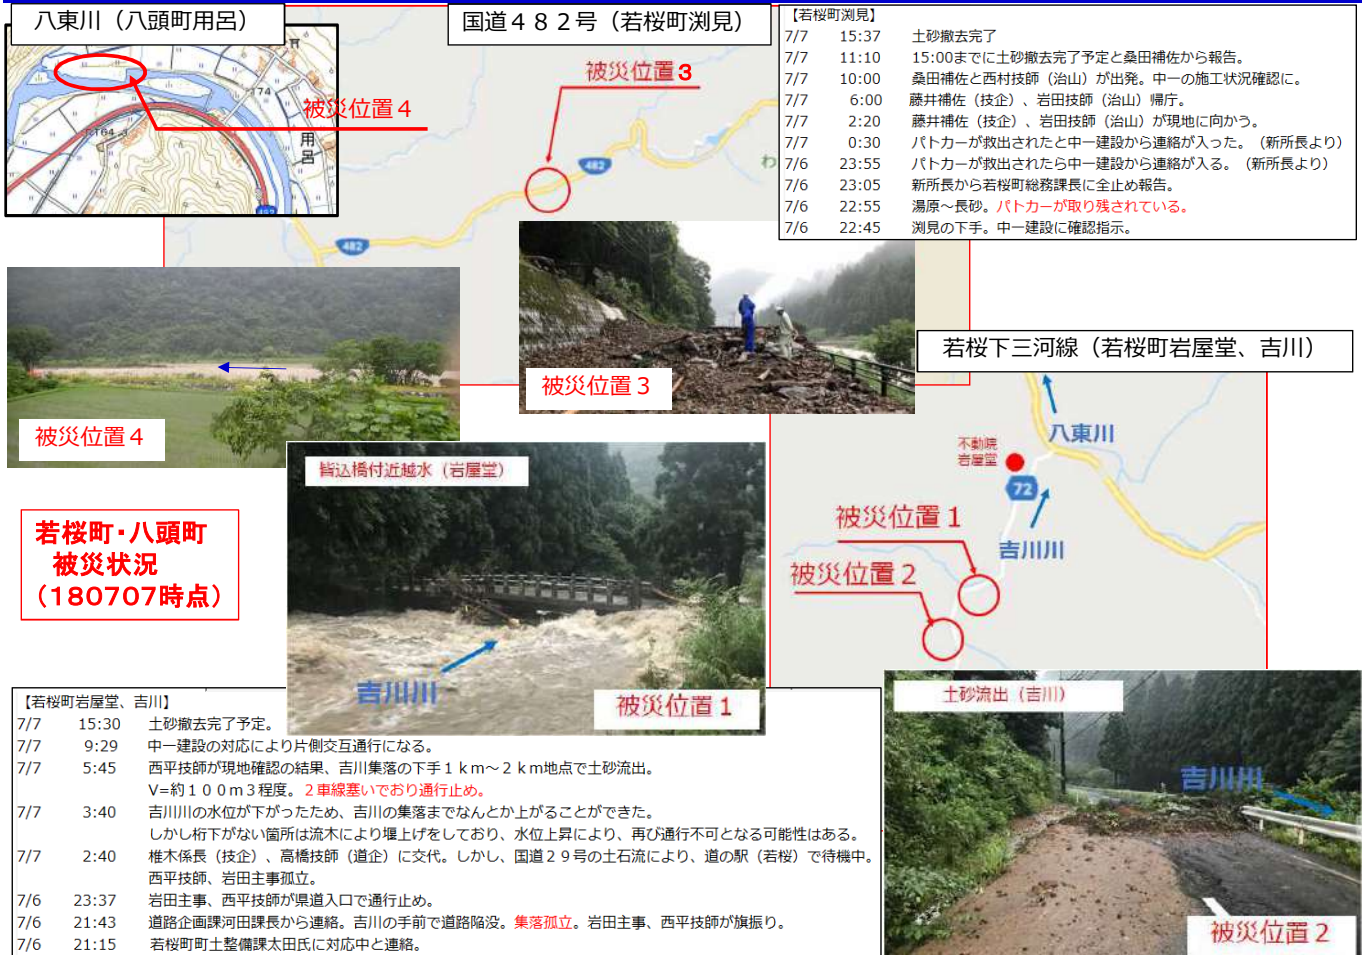 八東川（八頭町用呂）
国道４８２号（若桜町渕見）
被災位置３
被災位置４
174
用
呂
482
482
わ
【若桜町渕見】
7/7 15:37 土砂撤去完了
7/7 11:10 15:00までに土砂撤去完了予定と桑田補佐から報告。
7/7 10:00 桑田補佐と西村技師（治山）が出発。中一の施工状況確認に。
7/7 6:00 藤井補佐（技企）、岩田技師（治山）帰庁。
7/7 2:20 藤井補佐（技企）、岩田技師（治山）が現地に向かう。
7/7 0:30 パトカーが救出されたと中一建設から連絡が入った。（新所長より）
7/6 23:55 パトカーが救出されたら中一建設から連絡が入る。（新所長より）
7/6 23:05 新所長から若桜町総務課長に全止め報告。
7/6 22:55 湯原～長砂。パトカーが取り残されている。
7/6 22:45 渕見の下手。中一建設に確認指示。
被災位置３
被災位置４
若桜下三河線（若桜町岩屋堂、吉川）
八東川
不動院
岩屋堂
72
吉川川
被災位置１
被災位置２
皆込橋付近越水（岩屋堂）
吉川川
被災位置１
若桜町・八頭町
被災状況
（180707時点）
土砂流出（吉川）
吉川川
被災位置２
【若桜町岩屋堂、吉川】
7/7 15:30 土砂撤去完了予定。
7/7 9:29 中一建設の対応により片側交互通行になる。
7/7 5:45 西平技師が現地確認の結果、吉川集落の下手１ｋｍ～２ｋｍ地点で土砂流出。
V=約１００ｍ３程度。２車線塞いでおり通行止め。
7/7 3:40 吉川川の水位が下がったため、吉川の集落までなんとか上がることができた。
しかし桁下がない箇所は流木により堰上げをしており、水位上昇により、再び通行不可となる可能性はある。
7/7 2:40 椎木係長（技企）、高橋技師（道企）に交代。しかし、国道２９号の土石流により、道の駅（若桜）で待機中。
西平技師、岩田主事孤立。
7/6 23:37 岩田主事、西平技師が県道入口で通行止め。
7/6 21:43 道路企画課河田課長から連絡。吉川の手前で道路陥没。集落孤立。岩田主事、西平技師が旗振り。
7/6 21:15 若桜町町土整備課太田氏に対応中と連絡。